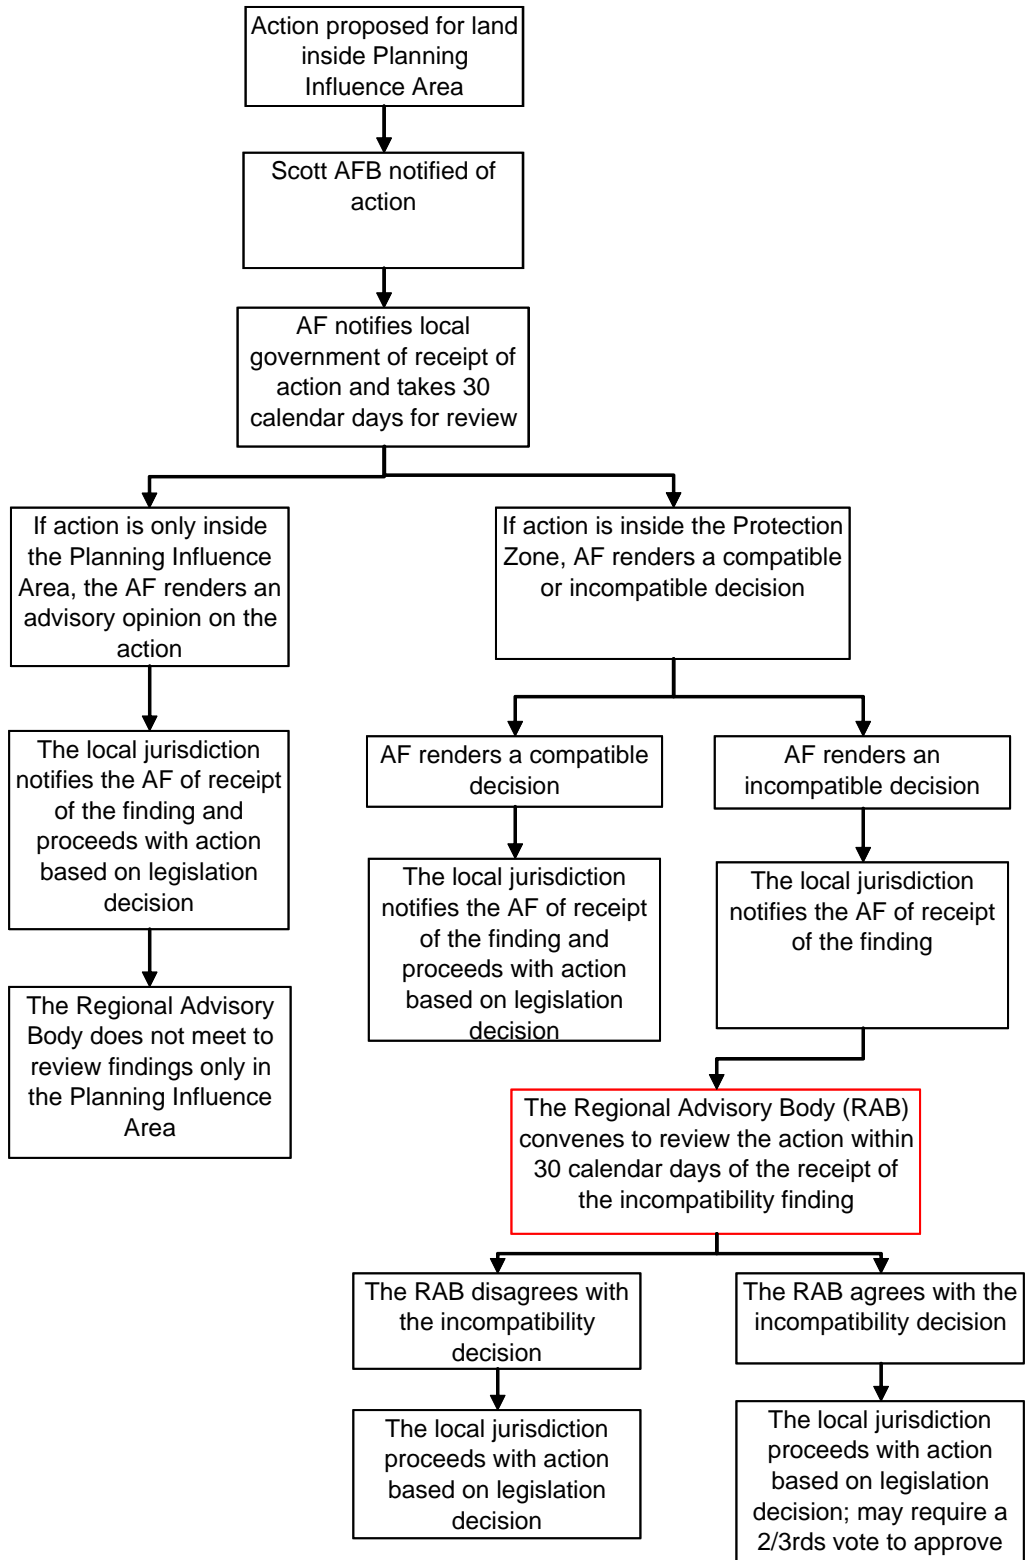 Action proposed for land
inside Planning
Influence Area
Scott AFB notified of
action
AF notifies local
government of receipt of
action and takes 30
calendar days for review
If action is only inside
the Planning Influence
Area, the AF renders an
advisory opinion on the
action
If action is inside the Protection
Zone, AF renders a compatible
or incompatible decision
The local jurisdiction
notifies the AF of receipt
of the finding and
proceeds with action
based on legislation
decision
AF renders a compatible
decision
AF renders an
incompatible decision
The local jurisdiction
notifies the AF of receipt
of the finding and
proceeds with action
based on legislation
decision
The local jurisdiction
notifies the AF of receipt
of the finding
The Regional Advisory
Body does not meet to
review findings only in
the Planning Influence
Area
The Regional Advisory Body (RAB)
convenes to review the action within
30 calendar days of the receipt of
the incompatibility finding
The RAB disagrees with
the incompatibility
decision
The RAB agrees with the
incompatibility decision
The local jurisdiction
proceeds with action
based on legislation
decision
The local jurisdiction
proceeds with action
based on legislation
decision; may require a
2/3rds vote to approve